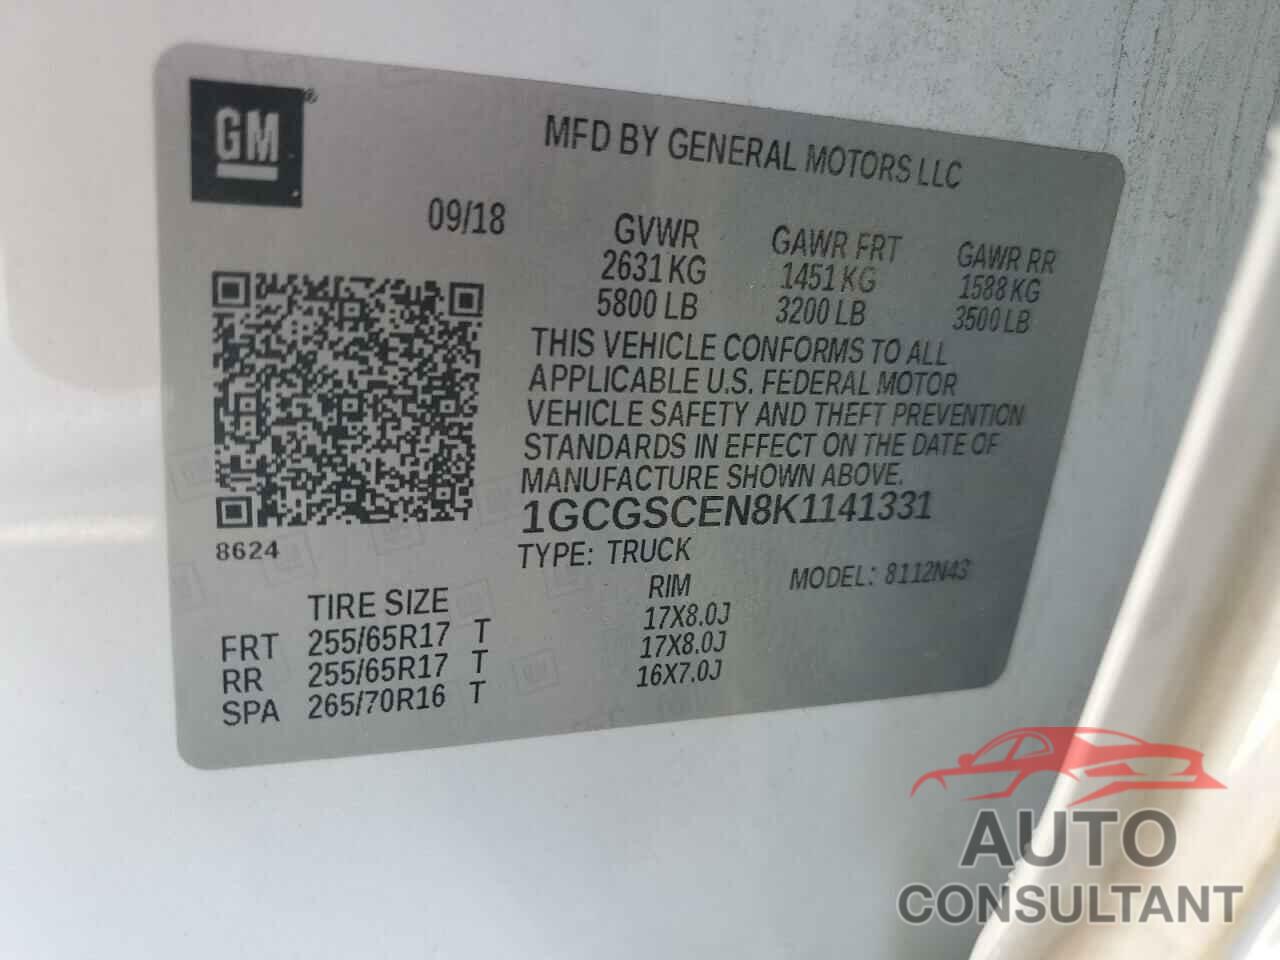 GM®
MFD BY GENERAL MOTORS LLC
09/18
GVWR GAWR FRT GAWR RR
2631 KG 1451 KG 1588 KG
5800 LB 3200 LB 3500 LB
THIS VEHICLE CONFORMS TO ALL
APPLICABLE U.S. FEDERAL MOTOR
VEHICLE SAFETY AND THEFT PREVENTION
STANDARDS IN EFFECT ON THE DATE OF
MANUFACTURE SHOWN ABOVE.
1GCGSCEN8K1141331
8624
TYPE: TRUCK MODEL: 8112N43
TIRE SIZE RIM
FRT 255/65R17 T 17X8.0J
RR 255/65R17 T 17X8.0J
SPA 265/70R16 T 16X7.0J
AUTO
CONSULTANT